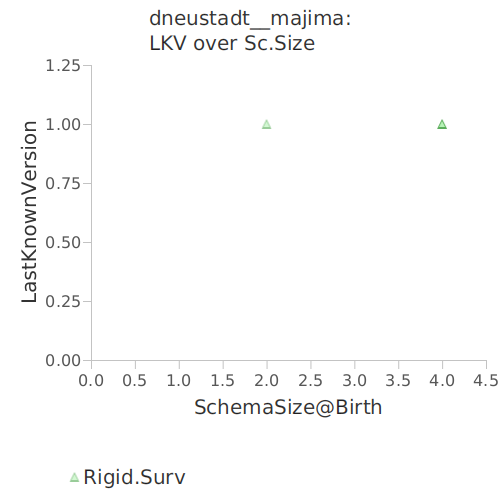 dneustadt__majima:
LKV over Sc.Size
1.25
1.00
0.75
0.50
0.25
0.00
LastKnownVersion
0.0 0.5 1.0 1.5 2.0 2.5 3.0 3.5 4.0 4.5
SchemaSize@Birth
Rigid.Surv